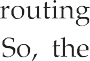 routing
So, the